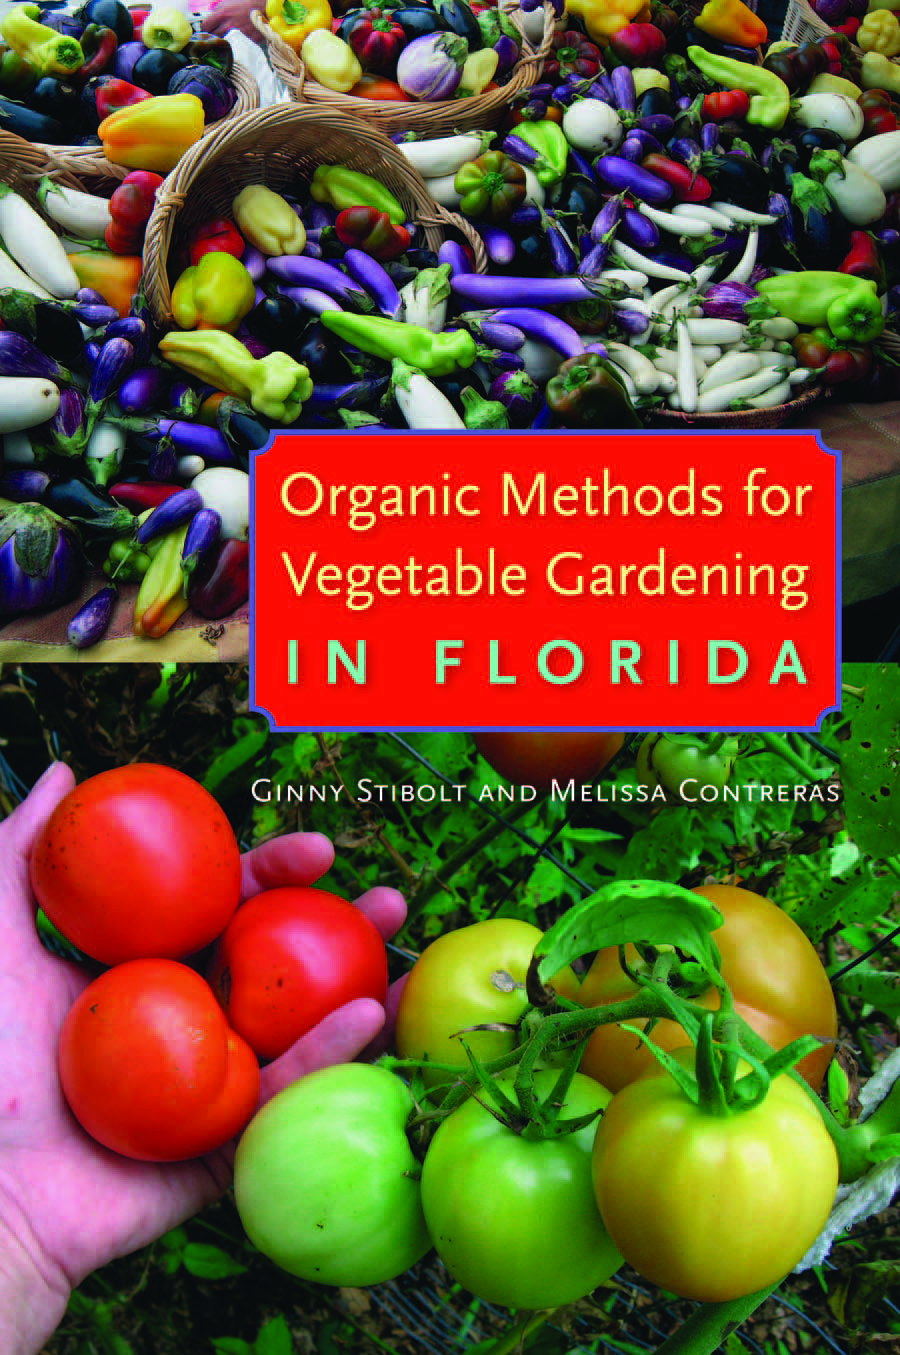 Organic Methods for
Vegetable Gardening
IN FLORIDA
GINNY STIBOLT AND MELISSA CONTRERAS